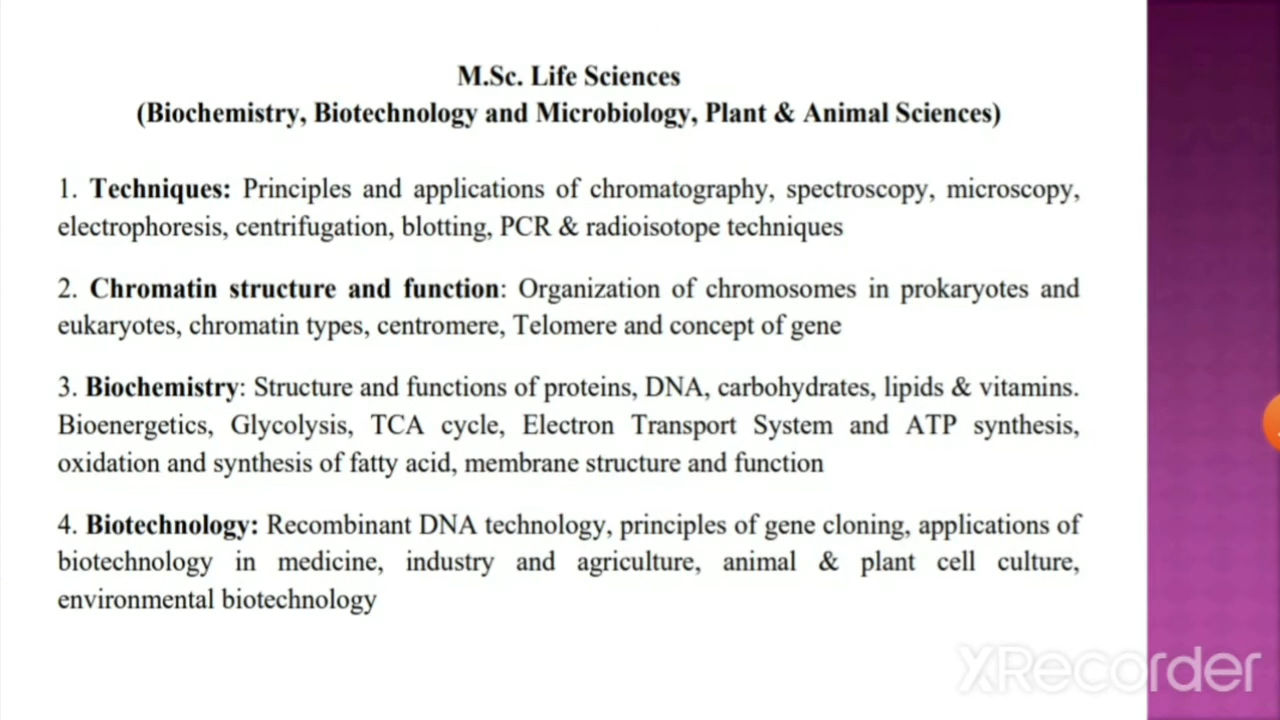 M.Sc. Life Sciences
(Biochemistry, Biotechnology and Microbiology, Plant & Animal Sciences)
1. Techniques: Principles and applications of chromatography, spectroscopy, microscopy,
electrophoresis, centrifugation, blotting, PCR & radioisotope techniques
2. Chromatin structure and function: Organization of chromosomes in prokaryotes and
eukaryotes, chromatin types, centromere, Telomere and concept of gene
3. Biochemistry: Structure and functions of proteins, DNA, carbohydrates, lipids & vitamins.
Bioenergetics, Glycolysis, TCA cycle, Electron Transport System and ATP synthesis,
oxidation and synthesis of fatty acid, membrane structure and function
4. Biotechnology: Recombinant DNA technology, principles of gene cloning, applications of
biotechnology in medicine, industry and agriculture, animal & plant cell culture,
environmental biotechnology
XRecorder